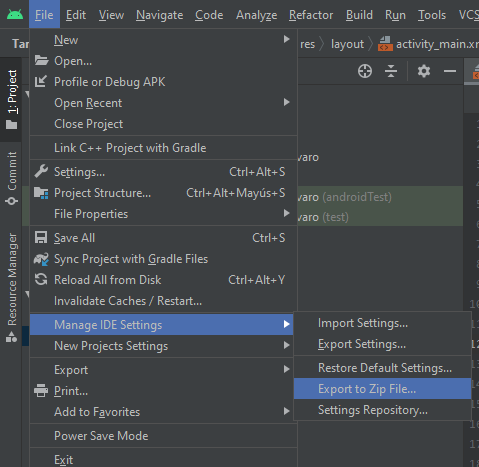 File Edit View Navigate Code Analyze Refactor Build Run Tools VCS
Tar res layout activity_main.xm
New
Open...
Profile or Debug APK
Open Recent
Close Project
Link C++ Project with Gradle
Settings... Ctrl+Alt+S
Project Structure... Ctrl+Alt+Mayús+S
File Properties
Save All Ctrl+S
Sync Project with Gradle Files
Reload All from Disk Ctrl+Alt+Y
Invalidate Caches / Restart...
Manage IDE Settings
New Projects Settings
Export
Print...
Add to Favorites
Power Save Mode
Exit
Import Settings...
Export Settings...
Restore Default Settings...
Export to Zip File...
Settings Repository...
1: Project
Commit
Resource Manager
varo
varo (androidTest)
varo (test)